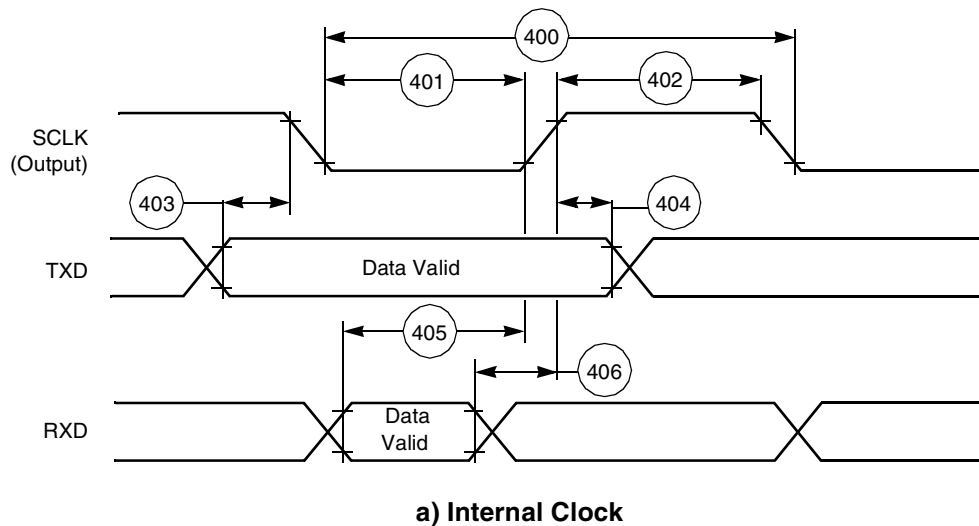 400
401
402
SCLK
(Output)
403
404
TXD
Data Valid
405
406
RXD
Data
Valid
a) Internal Clock